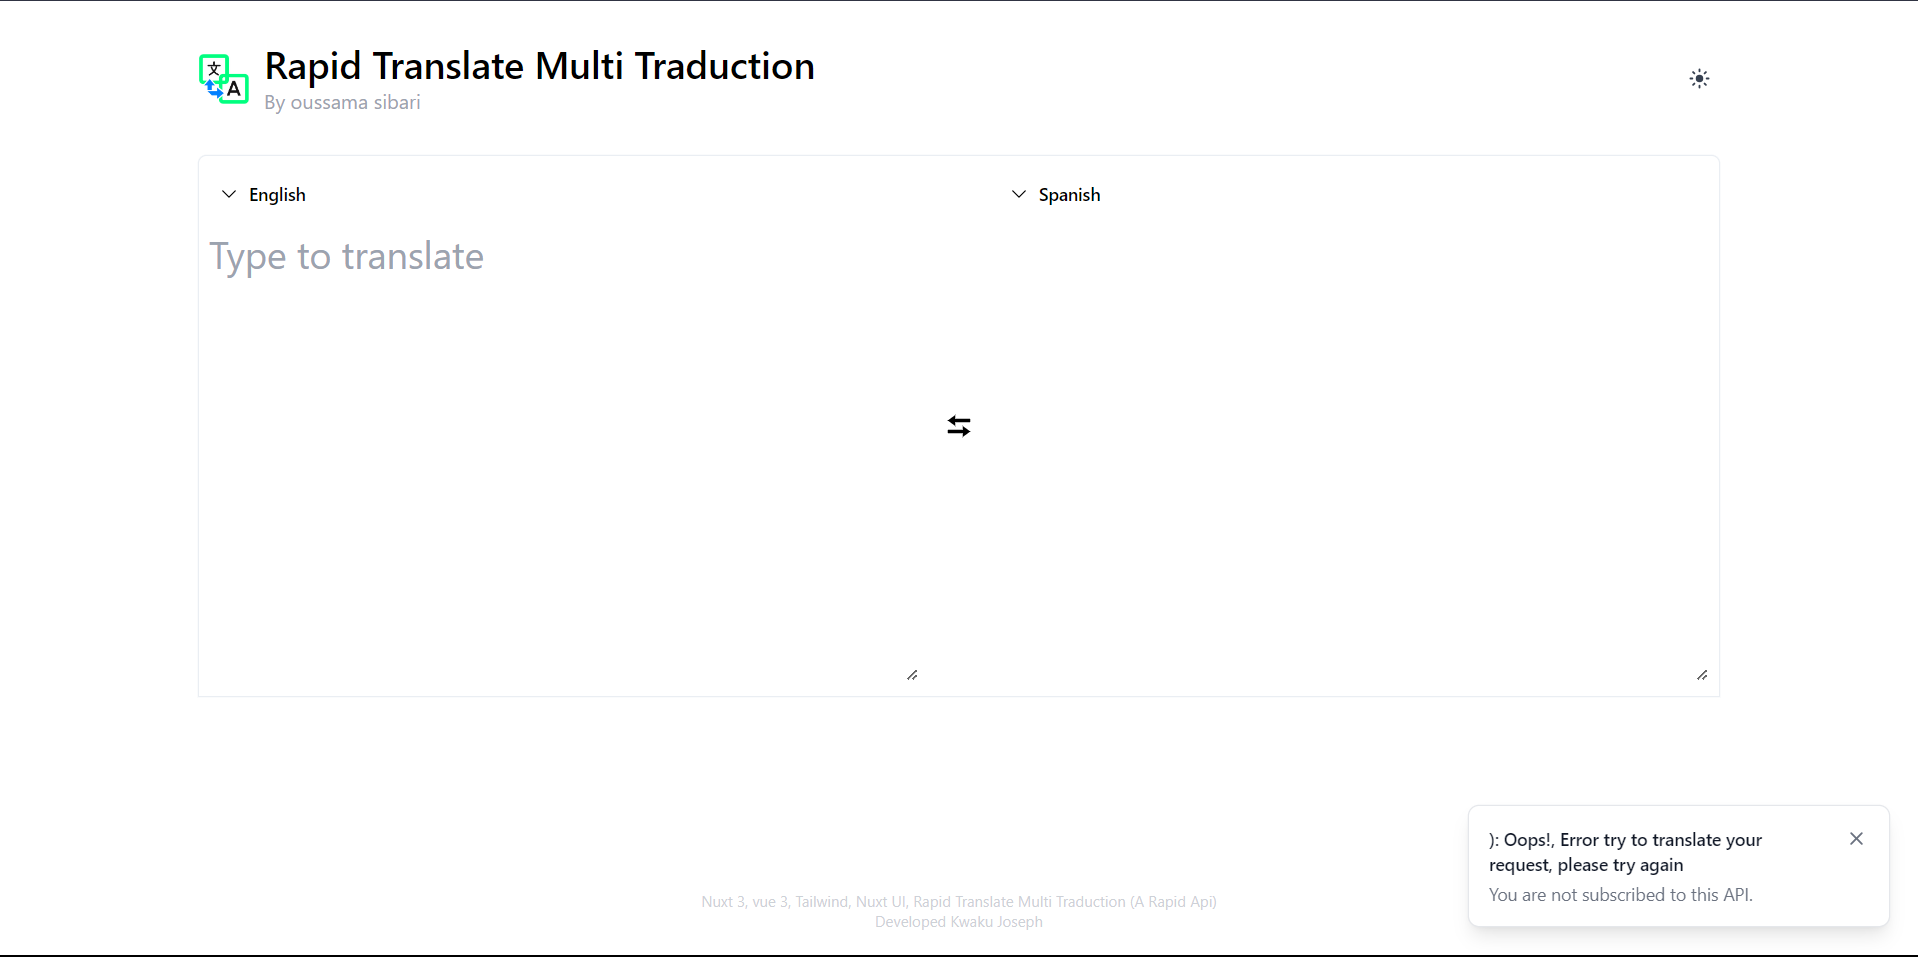 文
A
Rapid Translate Multi Traduction
By oussama sibari
English
Spanish
Type to translate
): Oops!, Error try to translate your
request, please try again
You are not subscribed to this API.
Nuxt 3, vue 3, Tailwind, Nuxt UI, Rapid Translate Multi Traduction (A Rapid Api)
Developed Kwaku Joseph